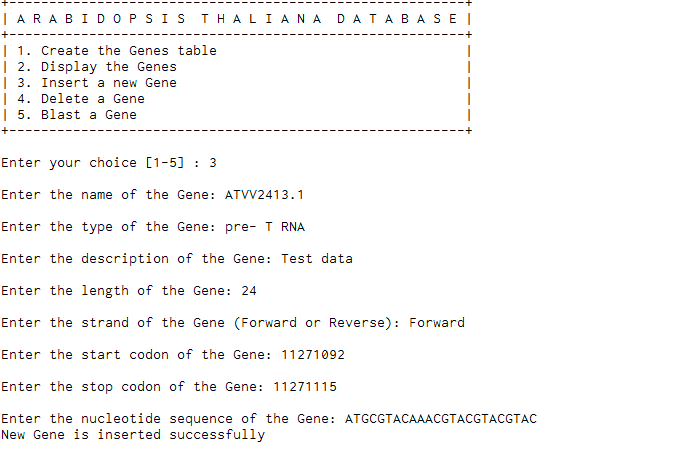 +---------------------------------------------------------+
| A R A B I D O P S I S  T H A L I A N A  D A T A B A S E |
+---------------------------------------------------------+
| 1. Create the Genes table                               |
| 2. Display the Genes                                    |
| 3. Insert a new Gene                                    |
| 4. Delete a Gene                                        |
| 5. Blast a Gene                                         |
+---------------------------------------------------------+
Enter your choice [1-5] : 3
Enter the name of the Gene: ATVV2413.1
Enter the type of the Gene: pre- T RNA
Enter the description of the Gene: Test data
Enter the length of the Gene: 24
Enter the strand of the Gene (Forward or Reverse): Forward
Enter the start codon of the Gene: 11271092
Enter the stop codon of the Gene: 11271115
Enter the nucleotide sequence of the Gene: ATGCGTACAAACGTACGTACGTAC
New Gene is inserted successfully